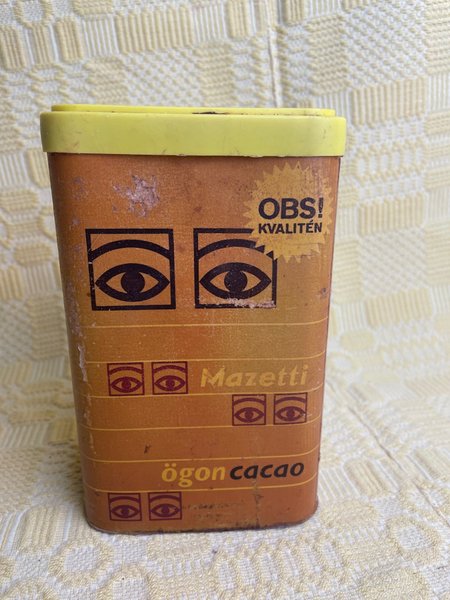 OBS!
KVALITÉN
Mazetti
ögoncacao